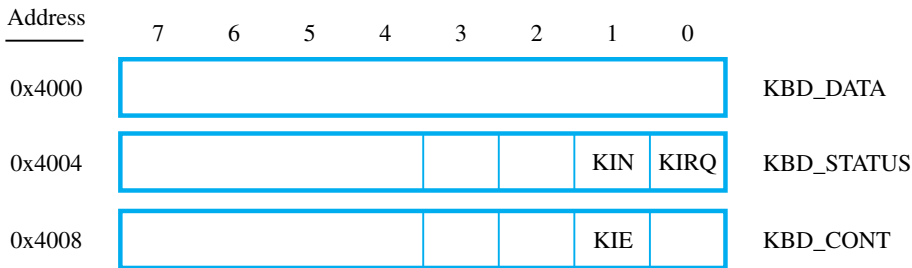 Address
7 6 5 4 3 2 1 0
0x4000 KBD_DATA
0x4004 KIN KIRQ KBD_STATUS
0x4008 KIE KBD_CONT